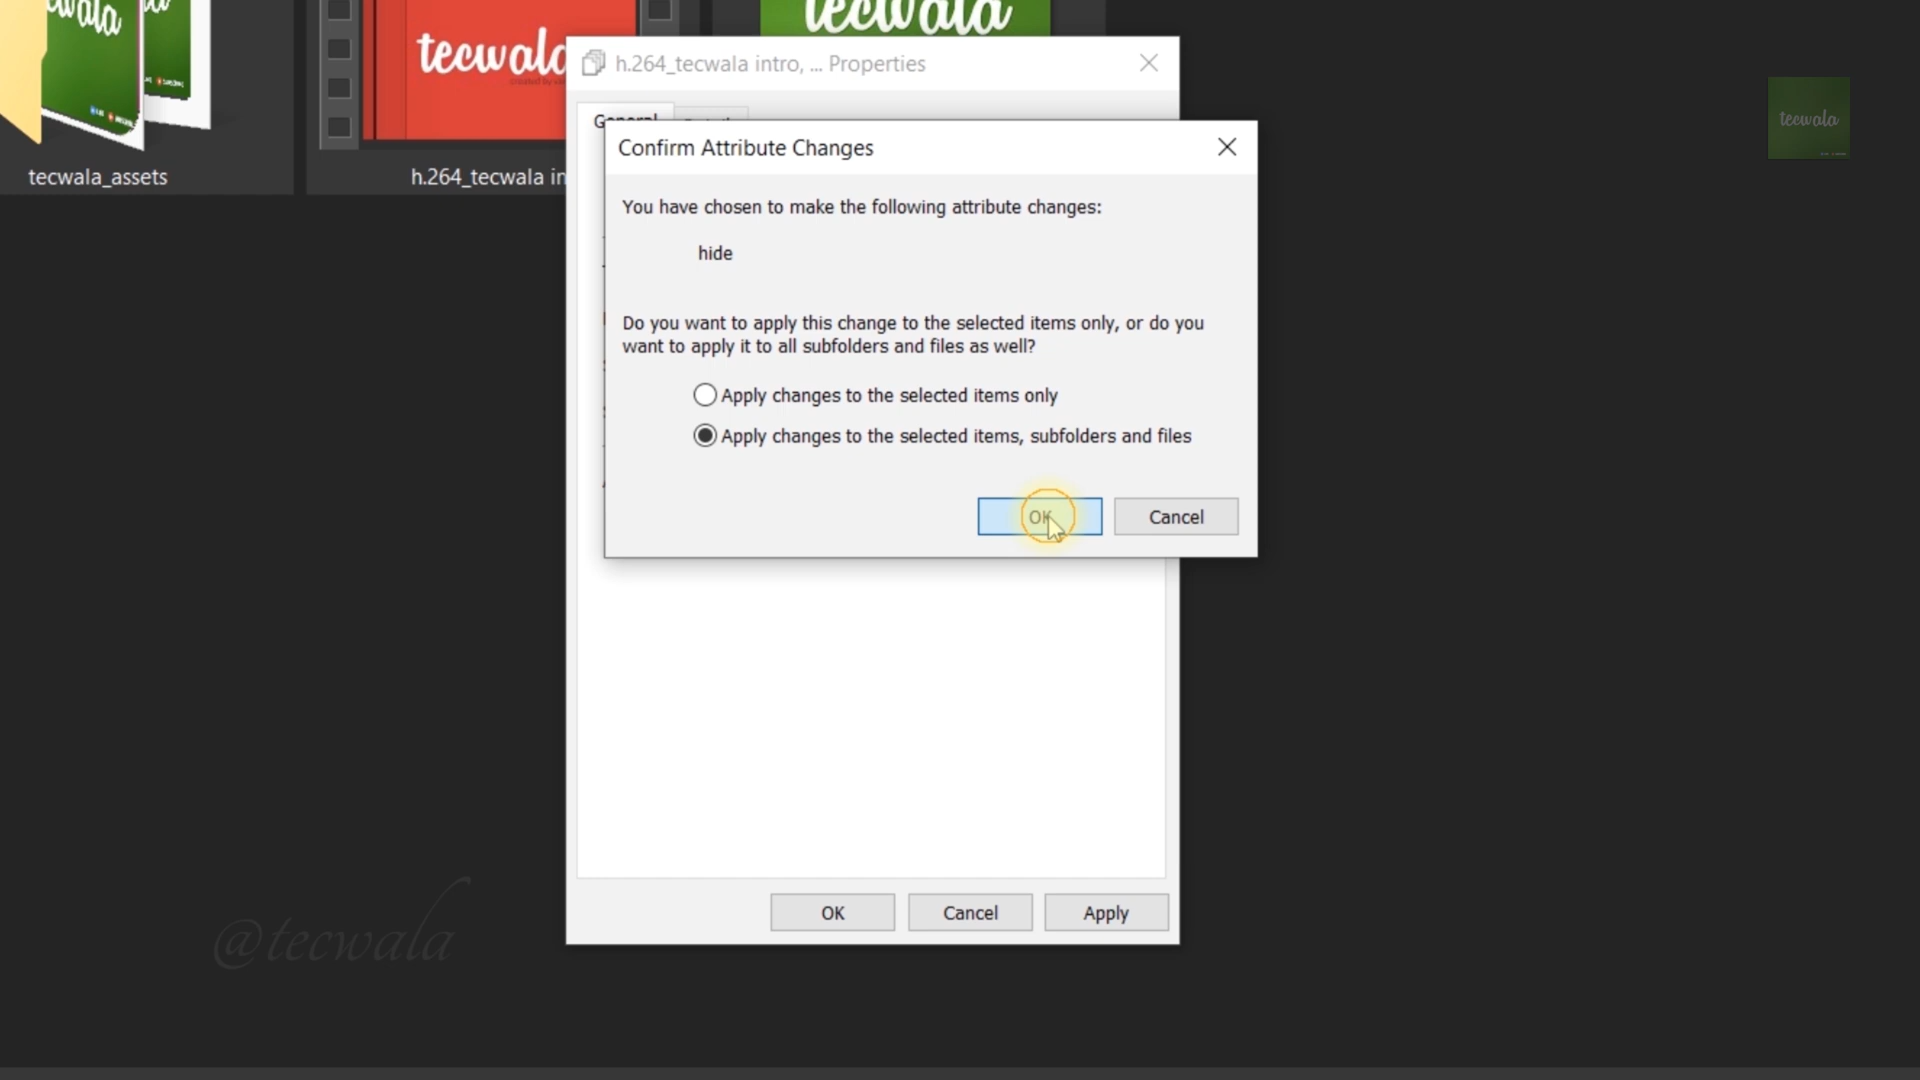 tecwala
tecwala
tecwala
tecwala_assets
h.264_tecwala in
h.264_tecwala intro, ... Properties
General
Confirm Attribute Changes
You have chosen to make the following attribute changes:
hide
Do you want to apply this change to the selected items only, or do you
want to apply it to all subfolders and files as well?
Apply changes to the selected items only
Apply changes to the selected items, subfolders and files
OK
Cancel
OK
Cancel
Apply
tecwala
@tecwala